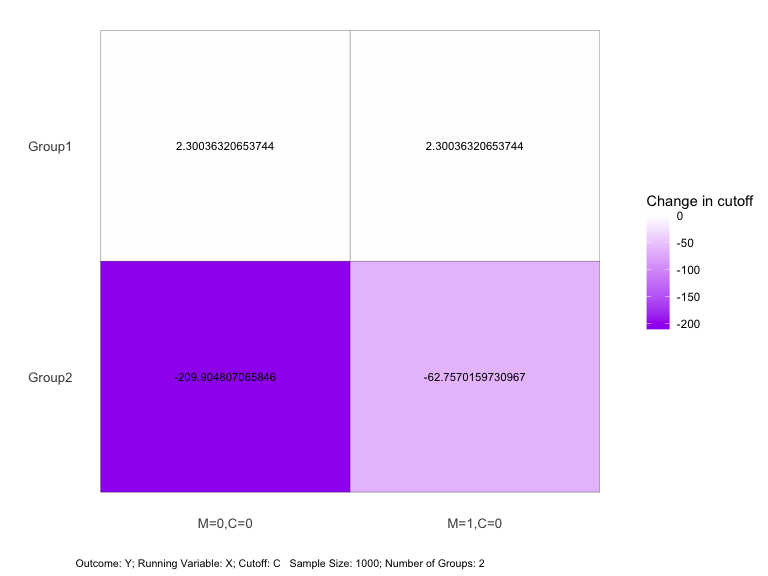 Group1
2.30036320653744
2.30036320653744
Group2
-209.904807065846
-62.7570159730967
M=0,C=0
M=1,C=0
Change in cutoff
0
-50
-100
-150
-200
Outcome: Y; Running Variable: X; Cutoff: C   Sample Size: 1000; Number of Groups: 2